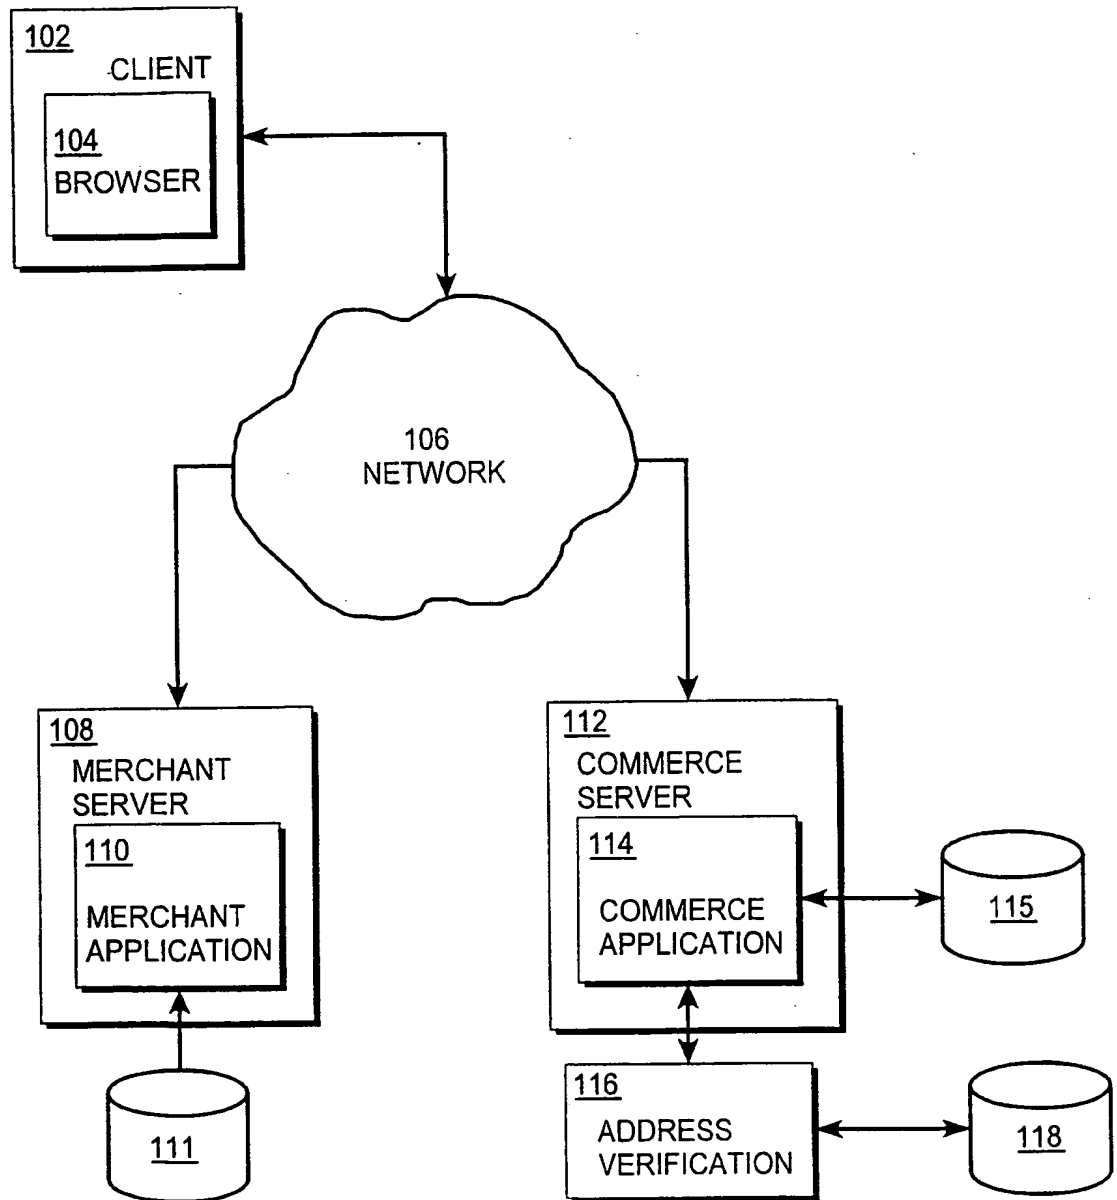 102
CLIENT
104
BROWSER
106
NETWORK
108
MERCHANT
SERVER
110
MERCHANT
APPLICATION
111
112
COMMERCE
SERVER
114
COMMERCE
APPLICATION
115
116
ADDRESS
VERIFICATION
118